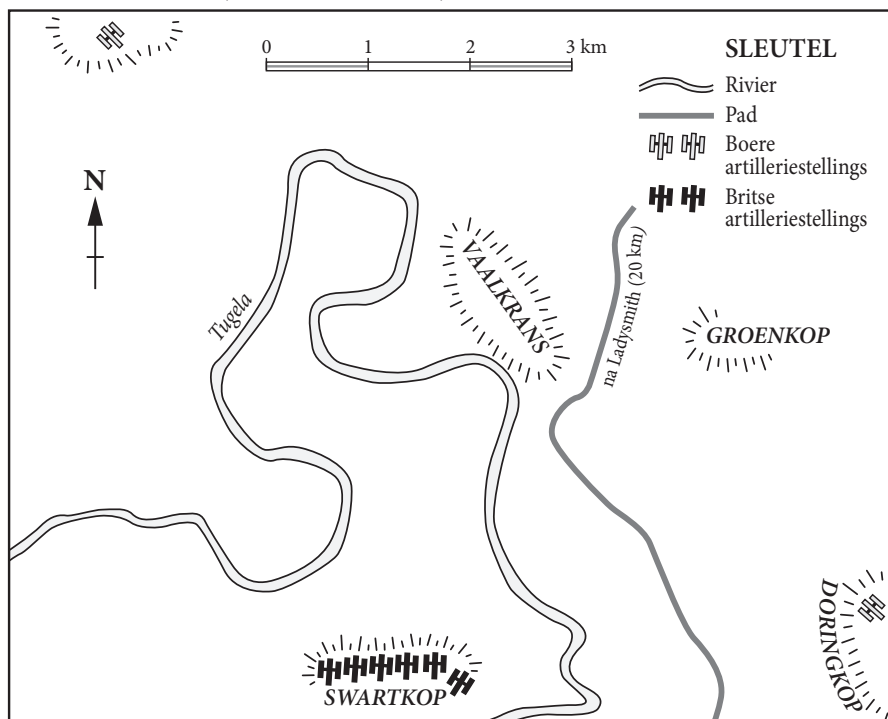 0 1 2 3 km
SLEUTEL
Rivier
Pad
Boere
artilleriestellings
Britse
artilleriestellings
N
Tugela
VAALKRANS
na Ladysmith (20 km)
GROENKOP
DORINGKOP
SWARTKOP